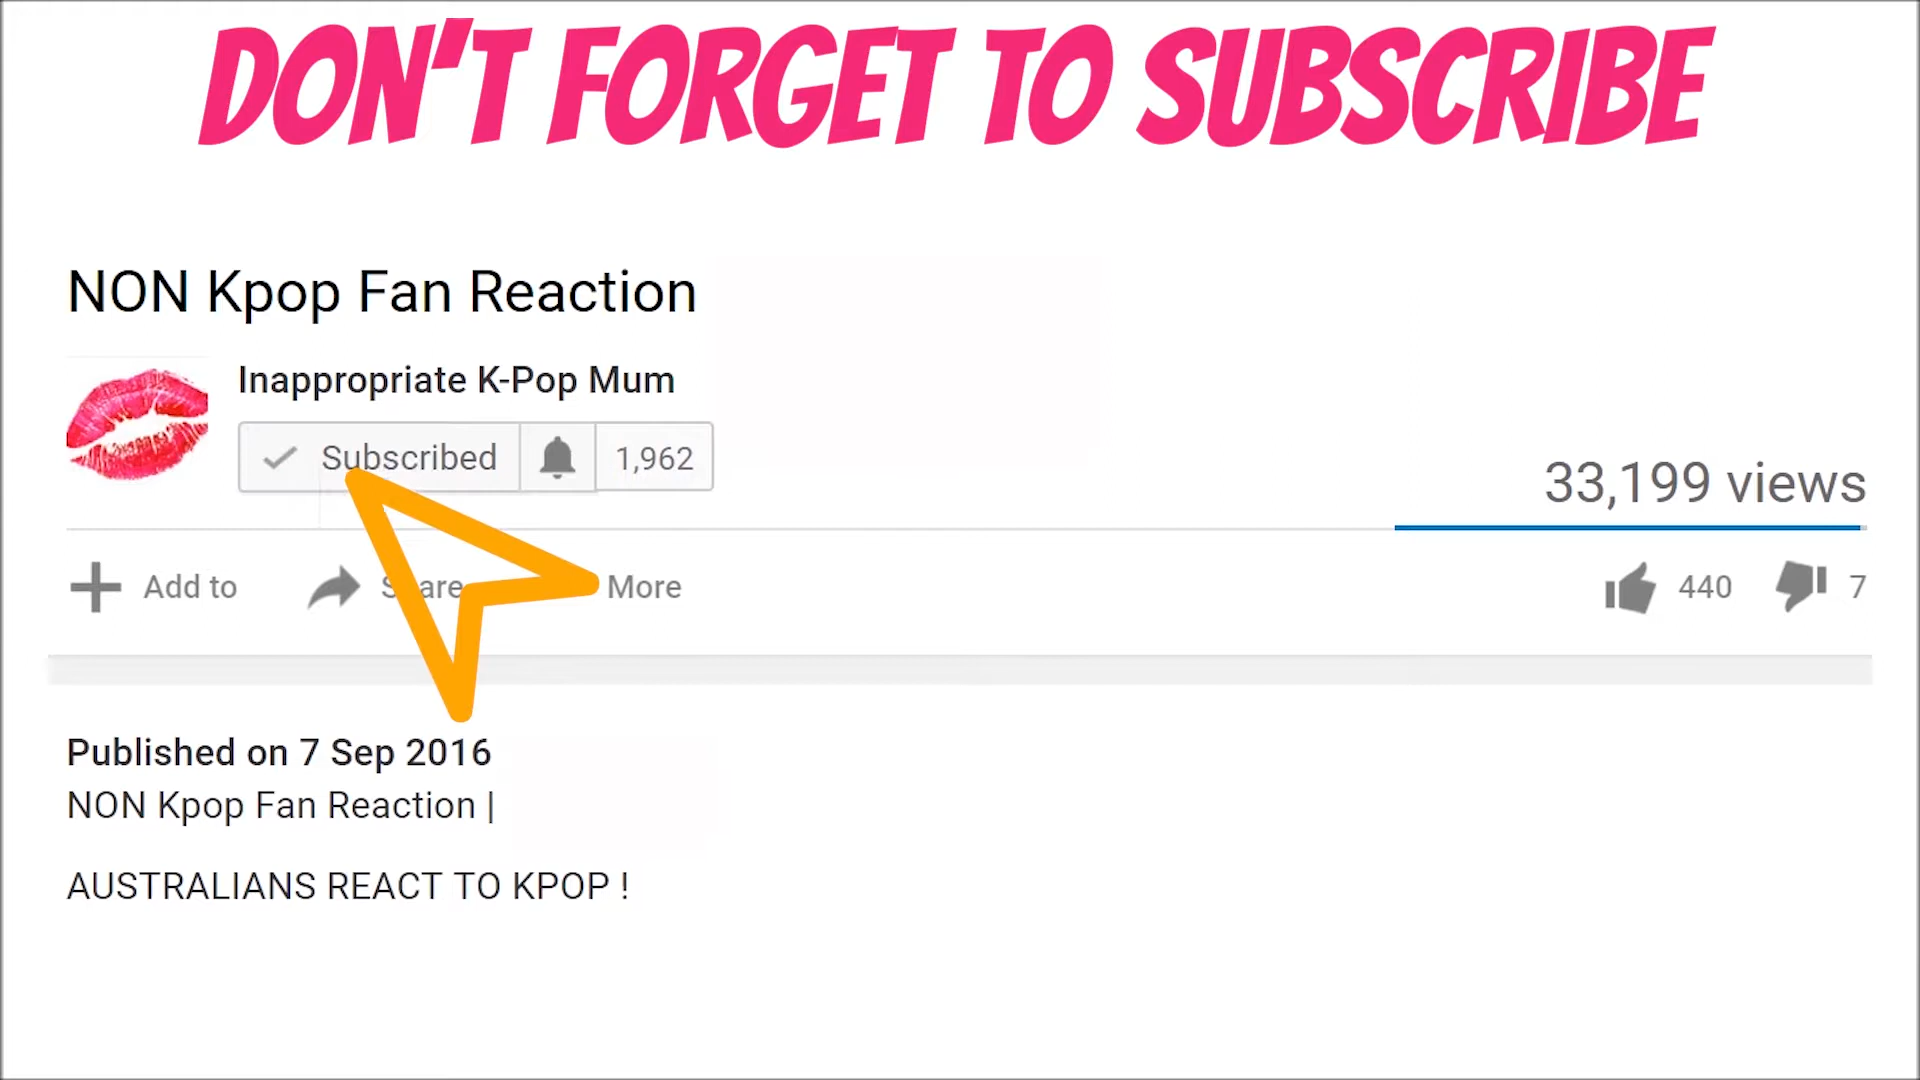 DON'T FORGET TO SUBSCRIBE
NON Kpop Fan Reaction
Inappropriate K-Pop Mum
Subscribed 1,962
33,199 views
Add to Share More 440 7
Published on 7 Sep 2016
NON Kpop Fan Reaction |
AUSTRALIANS REACT TO KPOP !